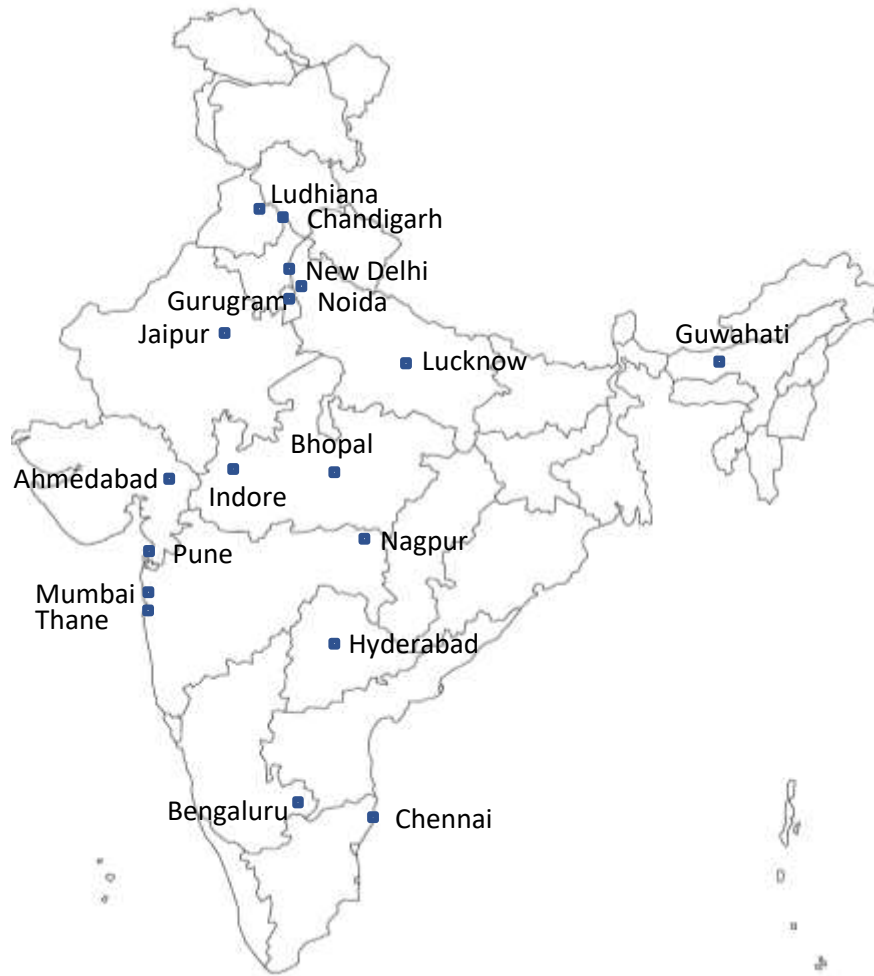 Ludhiana
Chandigarh
New Delhi
Gurugram
Noida
Jaipur
Guwahati
Lucknow
Bhopal
Ahmedabad
Indore
Nagpur
Pune
Mumbai
Thane
Hyderabad
Bengaluru
Chennai